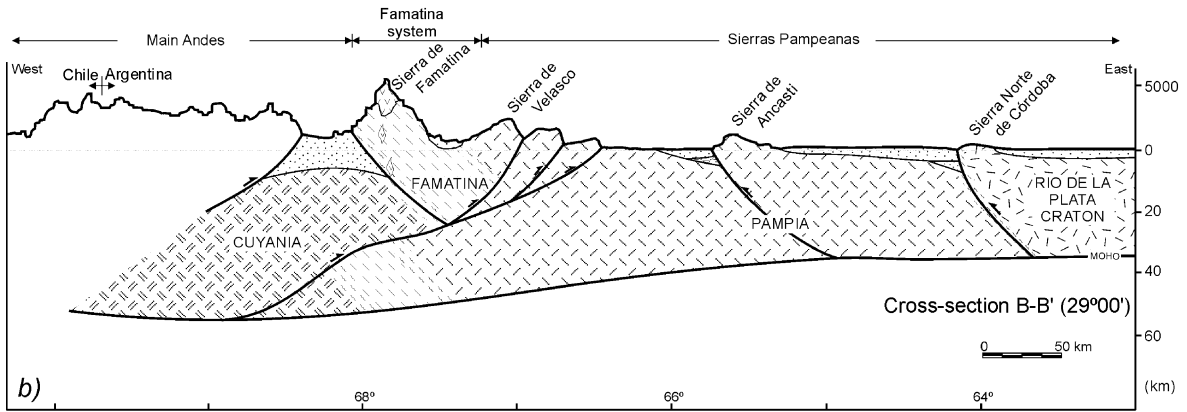 Famatina
system
Main Andes
Sierras Pampeanas
West
East
Chile Argentina
Sierra de
Famatina
Sierra de
Velasco
Sierra de
Ancasti
Sierra Norte
de Córdoba
5000
0
FAMATINA
RIO DE LA
PLATA
CRATON
20
PAMPIA
CUYANIA
MOHO
40
Cross-section B-B' (29º00')
60
0 50 km
b)
(km)
68º
66º
64º